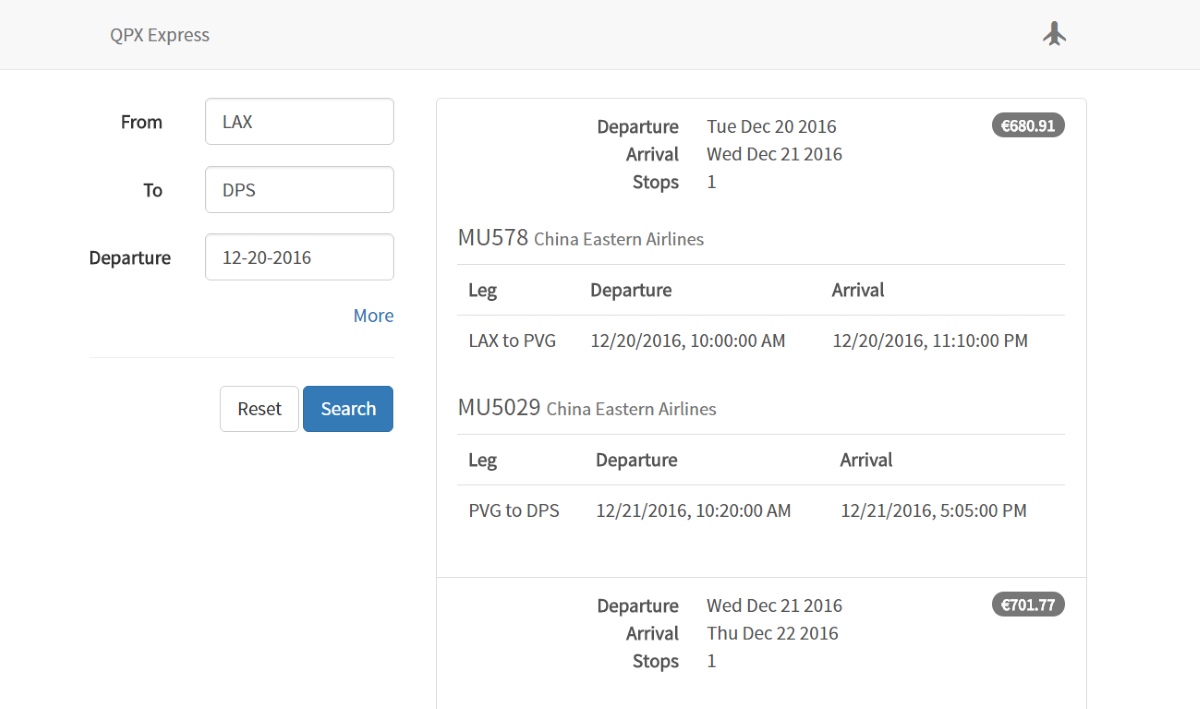 QPX Express
From LAX
To DPS
Departure 12-20-2016
More
Reset Search
Departure Tue Dec 20 2016 €680.91
Arrival Wed Dec 21 2016
Stops 1
MU578 China Eastern Airlines
Leg Departure Arrival
LAX to PVG 12/20/2016, 10:00:00 AM 12/20/2016, 11:10:00 PM
MU5029 China Eastern Airlines
Leg Departure Arrival
PVG to DPS 12/21/2016, 10:20:00 AM 12/21/2016, 5:05:00 PM
Departure Wed Dec 21 2016 €701.77
Arrival Thu Dec 22 2016
Stops 1